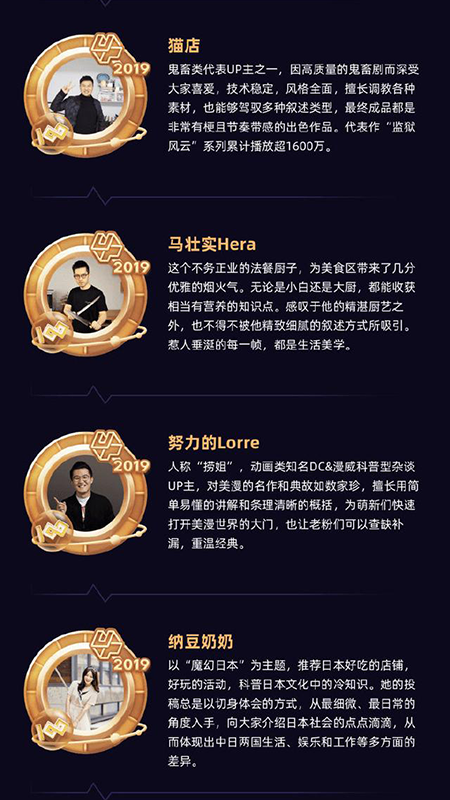 2019
猫店
鬼畜类代表UP主之一，因高质量的鬼畜剧而深受
大家喜爱，技术稳定，风格全面，擅长调教各种
素材，也能够驾驭多种叙述类型，最终成品都是
非常有梗且节奏带感的出色作品。代表作“监狱
风云”系列累计播放超1600万。
100
2019
马壮实Hera
这个不务正业的法餐厨子，为美食区带来了几分
优雅的烟火气。无论是小白还是大厨，都能收获
相当有营养的知识点。感叹于他的精湛厨艺之
外，也不得不被他精致细腻的叙述方式所吸引。
惹人垂涎的每一帧，都是生活美学。
100
2019
努力的Lorre
人称“捞姐”，动画类知名DC&漫威科普型杂谈
UP主，对美漫的名作和典故如数家珍，擅长用简
单易懂的讲解和条理清晰的概括，为萌新们快速
打开美漫世界的大门，也让老粉们可以查缺补
漏，重温经典。
100
2019
纳豆奶奶
以“魔幻日本”为主题，推荐日本好吃的店铺，
好玩的活动，科普日本文化中的冷知识。她的投
稿总是以切身体会的方式，从最细微、最日常的
角度入手，向大家介绍日本社会的点点滴滴，从
而体现出中日两国生活、娱乐和工作等多方面的
差异。
100